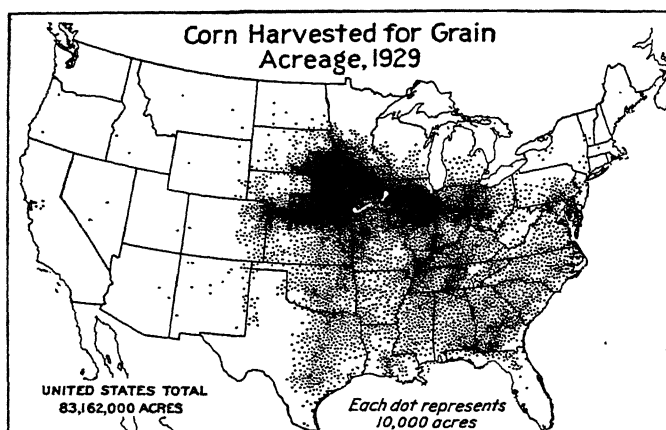 Corn Harvested for Grain
Acreage, 1929
UNITED STATES TOTAL
83,162,000 ACRES
Each dot represents
10,000 acres